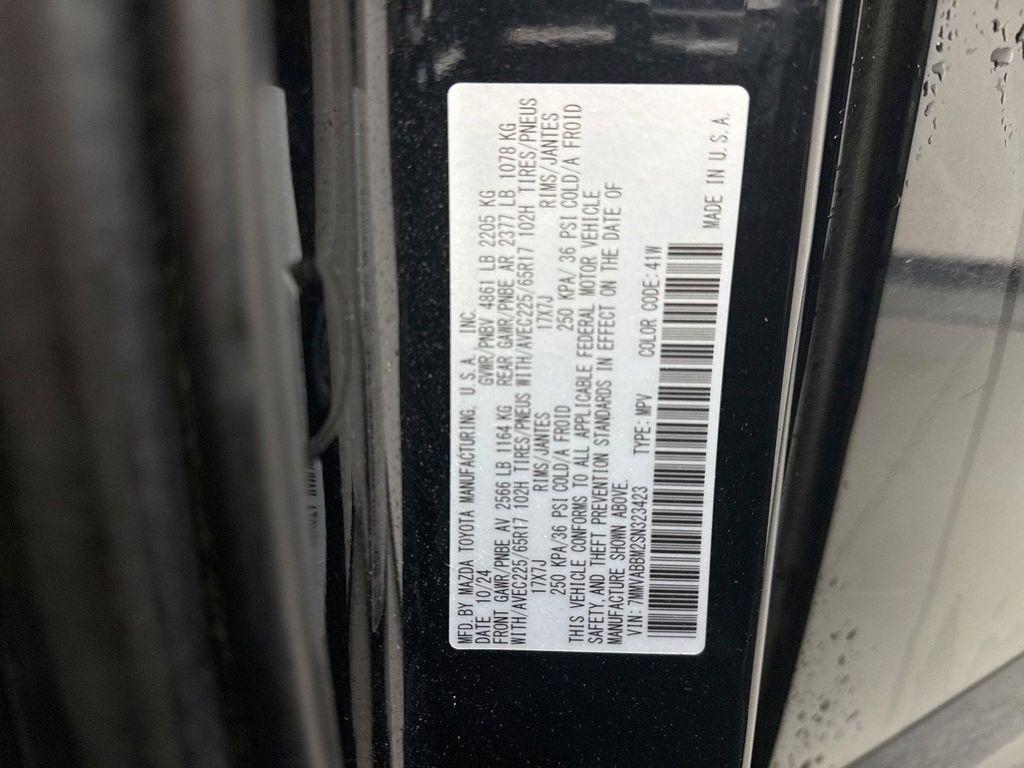 MFD.BY MAZDA TOYOTA MANUFACTURING, U.S.A. INC.
DATE 10/24 GVWR/PNBV 4861 LB 2205 KG
FRONT GAWR/PNBE AV 2566 LB 1164 KG REAR GAWR/PNBE AR 2377 LB 1078 KG
WITH/AVEC225/65R17 102H TIRES/PNEUS WITH/AVEC225/65R17 102H TIRES/PNEUS
17X7J RIMS/JANTES 17X7J RIMS/JANTES
250 KPA/36 PSI COLD/A FROID 250 KPA/ 36 PSI COLD/A FROID
THIS VEHICLE CONFORMS TO ALL APPLICABLE FEDERAL MOTOR VEHICLE
SAFETY AND THEFT PREVENTION STANDARDS IN EFFECT ON THE DATE OF
MANUFACTURE SHOWN ABOVE.
VIN: 7MMVABBM2SN323423 TYPE: MPV COLOR CODE: 41W
MADE IN U.S.A.